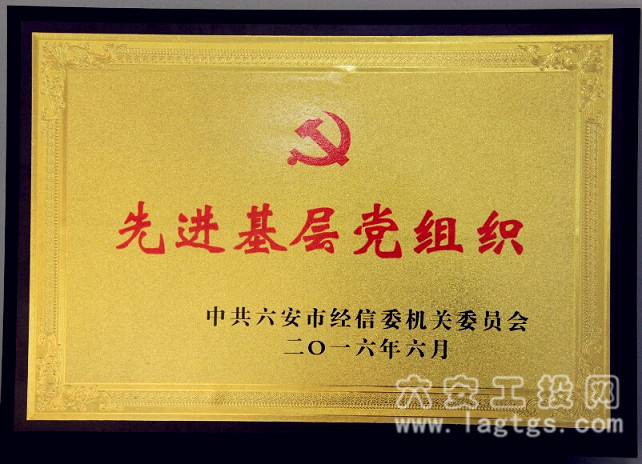 先进基层党组织
中共六安市经信委机关委员会
二〇一六年六月
六安工投网
www.lagtgs.com